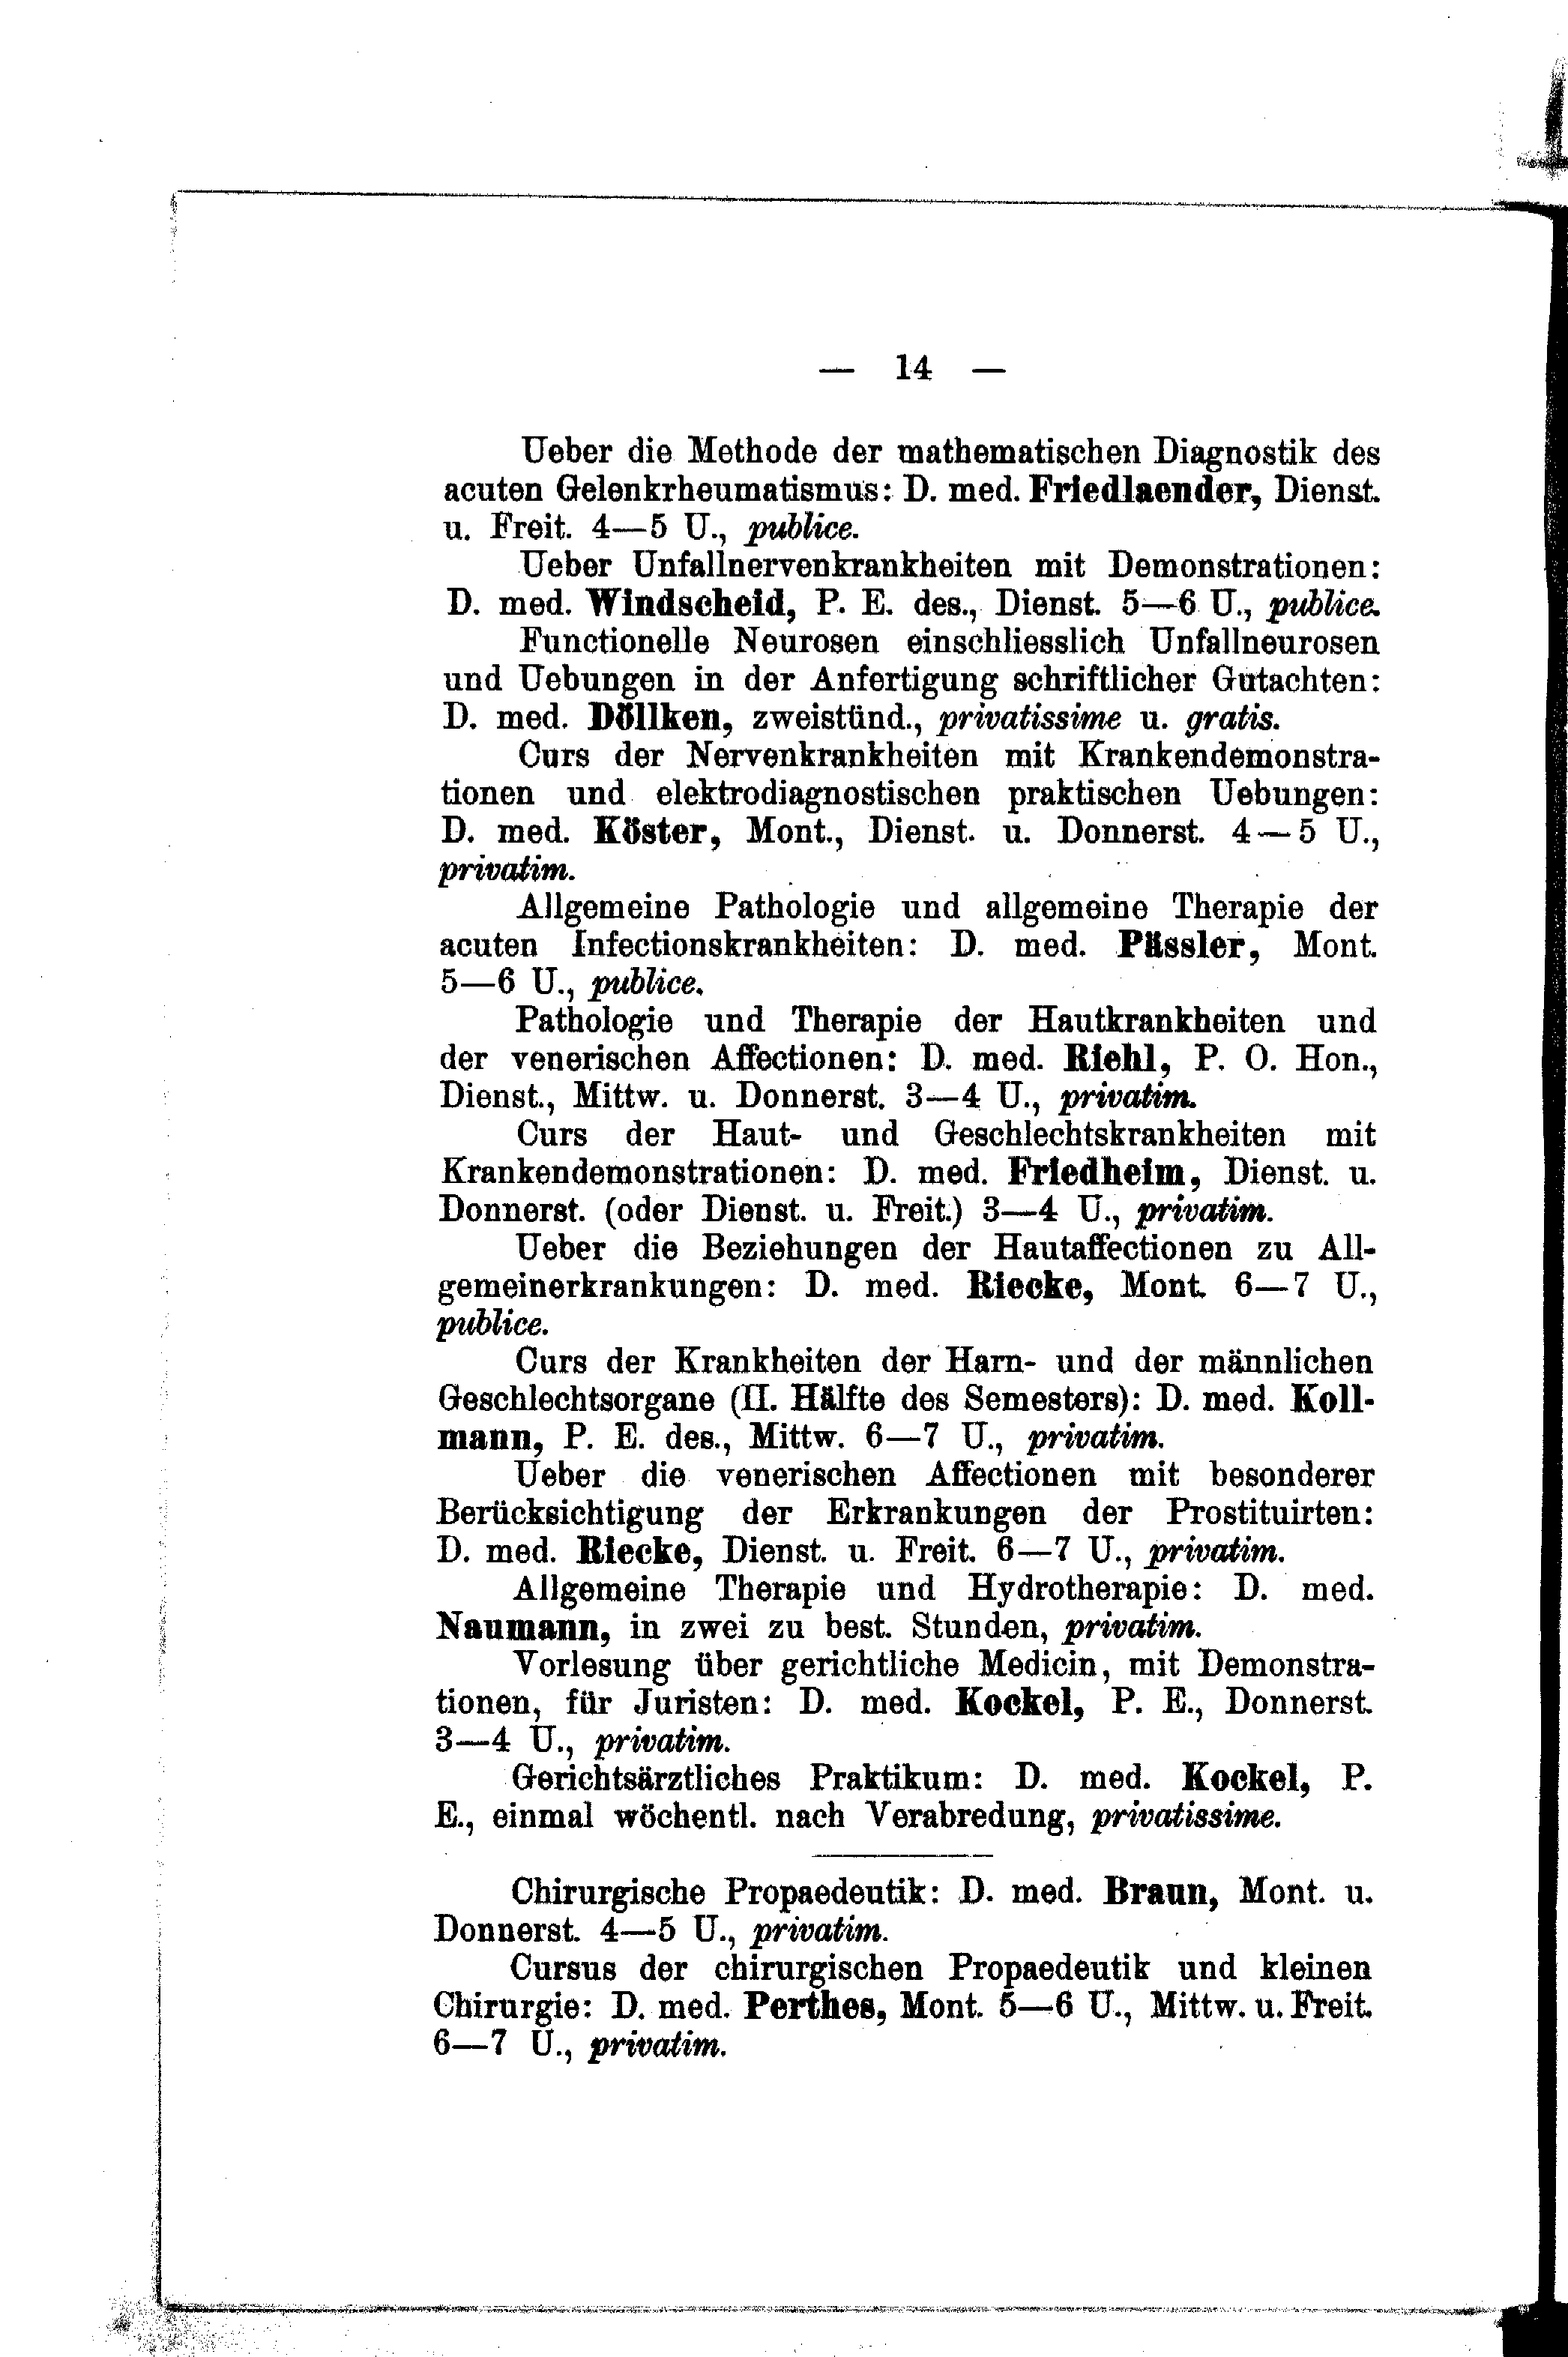 — 14 —
Ueber die Methode der mathematischen Diagnostik des
acuten Gelenkrheumatismus: D. med. Friedlaender, Dienst.
u. Freit. 4—5 U., publice.
Ueber Unfallnervenkrankheiten mit Demonstrationen:
D. med. Windscheid, P. E. des., Dienst. 5—6 U., publice.
Functionelle Neurosen einschliesslich Unfallneurosen
und Uebungen in der Anfertigung schriftlicher Gutachten:
D. med. Döllken, zweistünd., privatissime u. gratis.
Curs der Nervenkrankheiten mit Krankendemonstra-
tionen und elektrodiagnostischen praktischen Uebungen:
D. med. Köster, Mont., Dienst. u. Donnerst. 4—5 U.,
privatim.
Allgemeine Pathologie und allgemeine Therapie der
acuten Infectionskrankheiten: D. med. Pässler, Mont.
5—6 U., publice.
Pathologie und Therapie der Hautkrankheiten und
der venerischen Affectionen: D. med. Riehl, P. O. Hon.,
Dienst., Mittw. u. Donnerst. 3—4 U., privatim.
Curs der Haut- und Geschlechtskrankheiten mit
Krankendemonstrationen: D. med. Friedheim, Dienst. u.
Donnerst. (oder Dienst. u. Freit.) 3—4 U., privatim.
Ueber die Beziehungen der Hautaffectionen zu All-
gemeinerkrankungen: D. med. Riecke, Mont. 6—7 U.,
publice.
Curs der Krankheiten der Harn- und der männlichen
Geschlechtsorgane (II. Hälfte des Semesters): D. med. Koll-
mann, P. E. des., Mittw. 6—7 U., privatim.
Ueber die venerischen Affectionen mit besonderer
Berücksichtigung der Erkrankungen der Prostituirten:
D. med. Riecke, Dienst. u. Freit. 6—7 U., privatim.
Allgemeine Therapie und Hydrotherapie: D. med.
Naumann, in zwei zu best. Stunden, privatim.
Vorlesung über gerichtliche Medicin, mit Demonstra-
tionen, für Juristen: D. med. Kockel, P. E., Donnerst.
3—4 U., privatim.
Gerichtsärztliches Praktikum: D. med. Kockel, P.
E., einmal wöchentl. nach Verabredung, privatissime.
Chirurgische Propaedeutik: D. med. Braun, Mont. u.
Donnerst. 4—5 U., privatim.
Cursus der chirurgischen Propaedeutik und kleinen
Chirurgie: D. med. Perthes, Mont. 5—6 U., Mittw. u. Freit.
6—7 U., privatim.